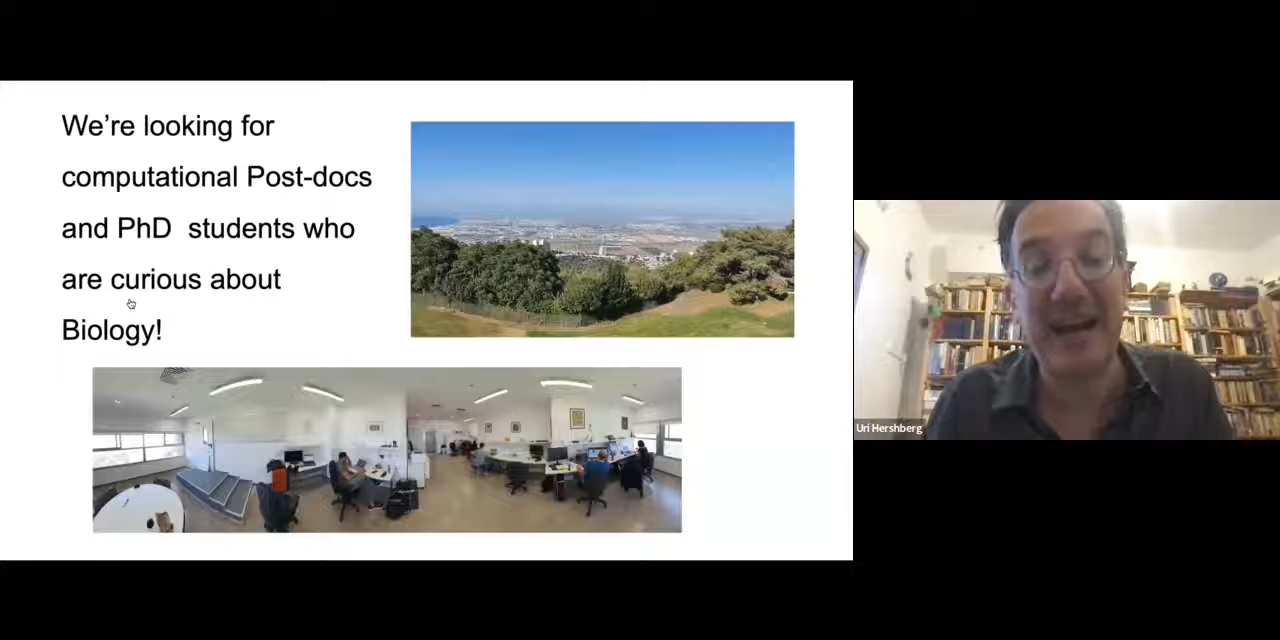 We're looking for
computational Post-docs
and PhD  students who
are curious about
Biology!
Uri Hershberg